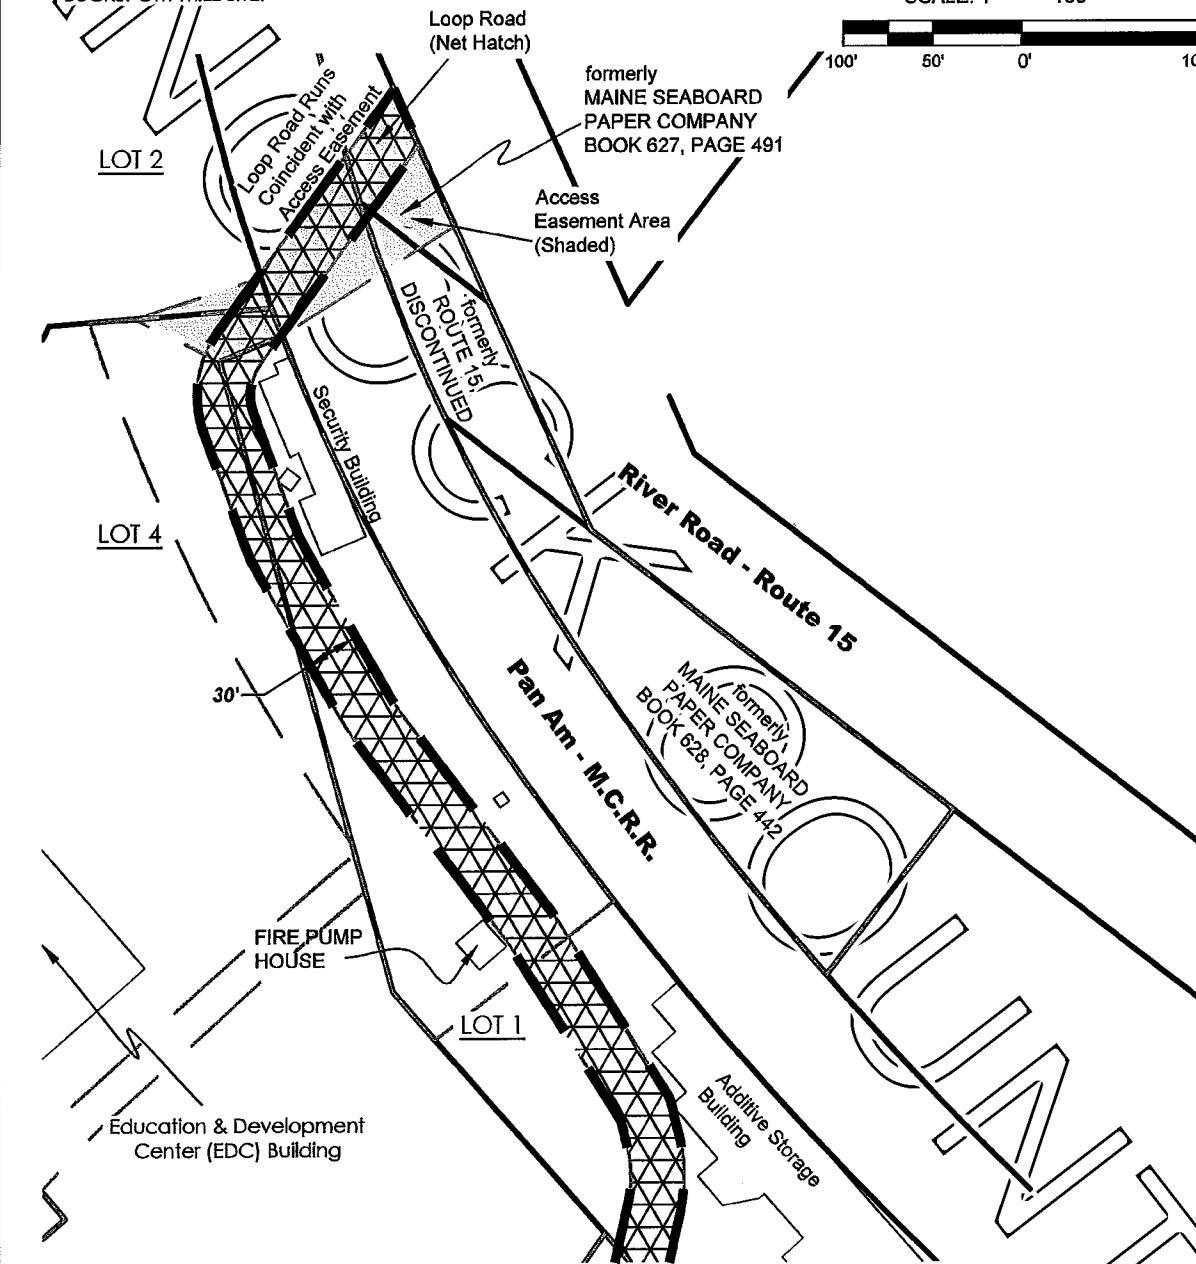 Loop Road
(Net Hatch)
100'
50'
0'
formerly
MAINE SEABOARD
PAPER COMPANY
BOOK 627, PAGE 491
Loop Road Runs
Coincident with
Access Easement
LOT 2
Access
Easement Area
(Shaded)
formerly
ROUTE 15,
DISCONTINUED
Security Building
LOT 4
River Road - Route 15
30'
Pan Am - M.C.R.R.
formerly
MAINE SEABOARD
PAPER COMPANY
BOOK 628, PAGE 442
FIRE PUMP
HOUSE
LOT 1
Additive Storage
Building
Education & Development
Center (EDC) Building